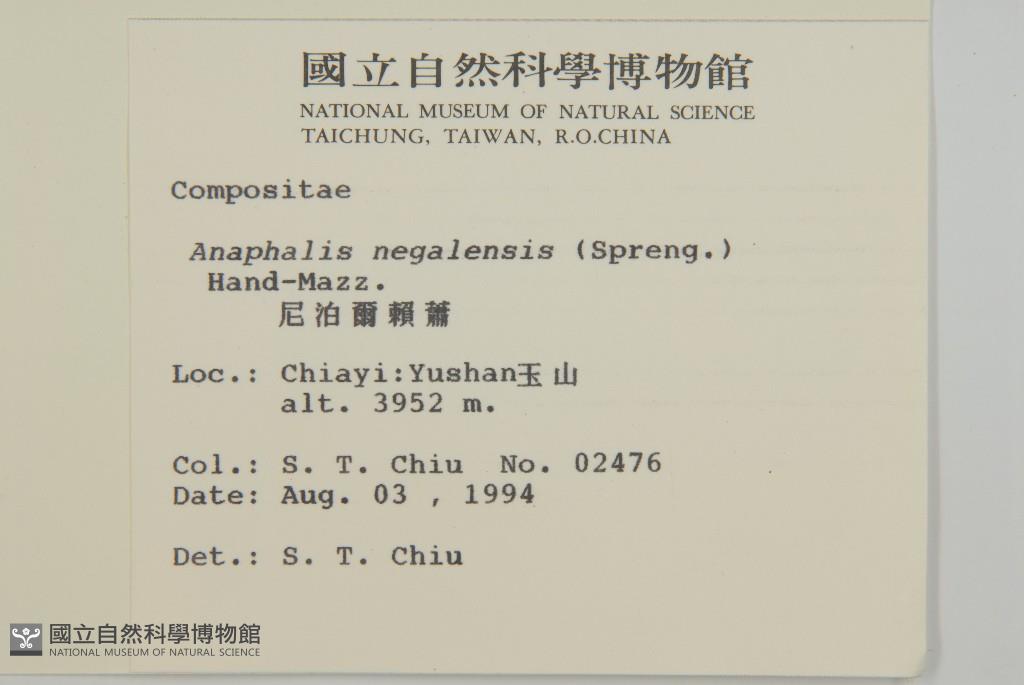 國立自然科學博物館
NATIONAL MUSEUM OF NATURAL SCIENCE
TAICHUNG, TAIWAN, R.O.CHINA
Compositae
Anaphalis negalensis (Spreng.)
Hand-Mazz.
尼泊爾賴蕭
Loc.: Chiayi:Yushan玉山
alt. 3952 m.
Col.: S. T. Chiu No. 02476
Date: Aug. 03 , 1994
Det.: S. T. Chiu
國立自然科學博物館
NATIONAL MUSEUM OF NATURAL SCIENCE